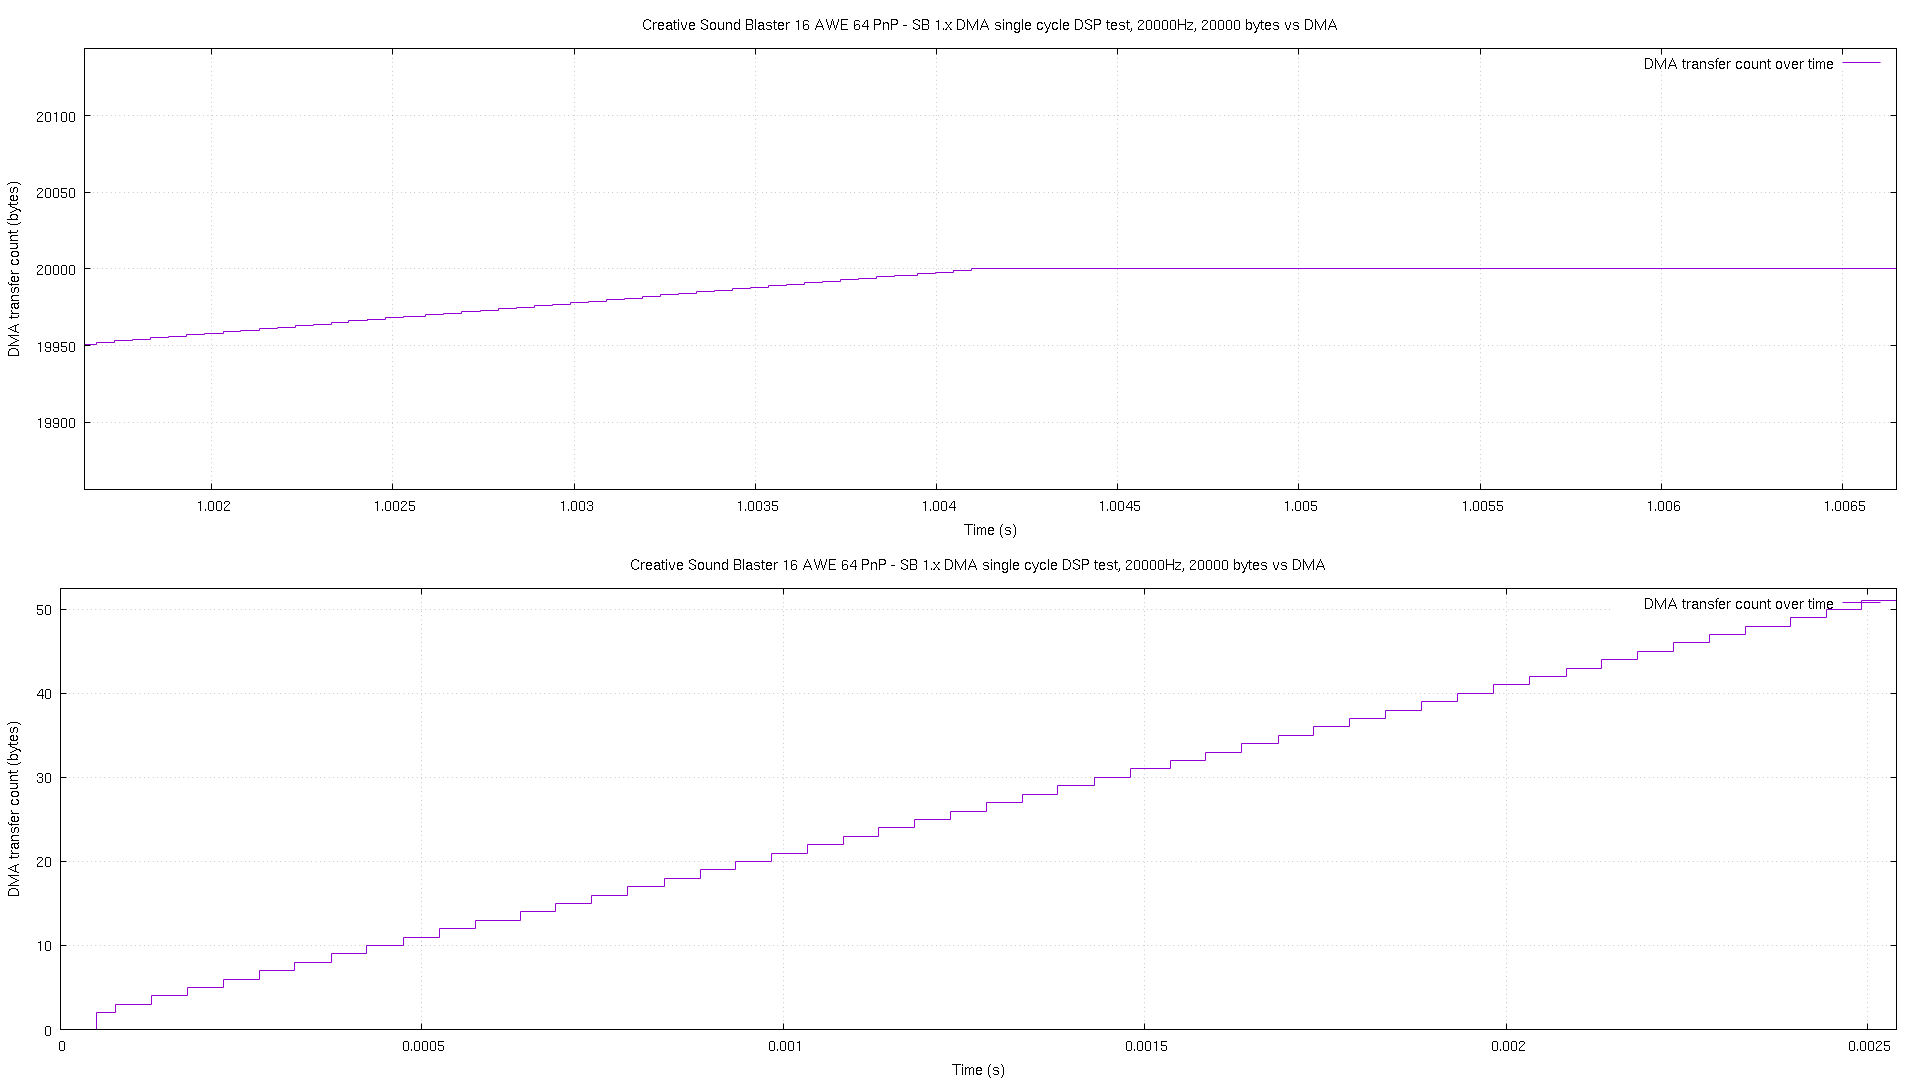 Creative Sound Blaster 16 AWE 64 PnP - SB 1.x DMA single cycle DSP test, 20000Hz, 20000 bytes vs DMA
DMA transfer count over time
20100
20050
20000
19950
19900
DMA transfer count (bytes)
1.002 1.0025 1.003 1.0035 1.004 1.0045 1.005 1.0055 1.006 1.0065
Time (s)
Creative Sound Blaster 16 AWE 64 PnP - SB 1.x DMA single cycle DSP test, 20000Hz, 20000 bytes vs DMA
DMA transfer count over time
50
40
30
20
10
0
DMA transfer count (bytes)
0 0.0005 0.001 0.0015 0.002 0.0025
Time (s)